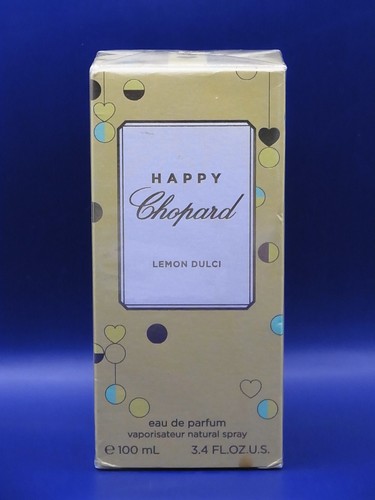 HAPPY
Chopard
LEMON DULCI
eau de parfum
vaporisateur natural spray
℮ 100 mL 3.4 FL.OZ.U.S.